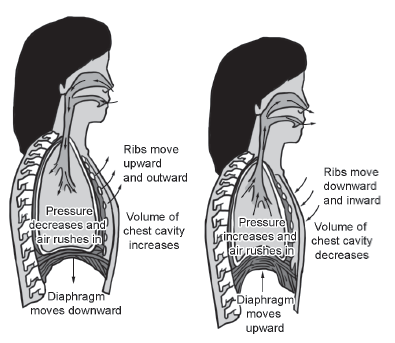 Ribs move
upward
and outward
Pressure
decreases and
air rushes in
Volume of
chest cavity
increases
Diaphragm
moves downward
Ribs move
downward
and inward
Pressure
increases and
air rushes in
Volume of
chest cavity
decreases
Diaphragm
moves
upward